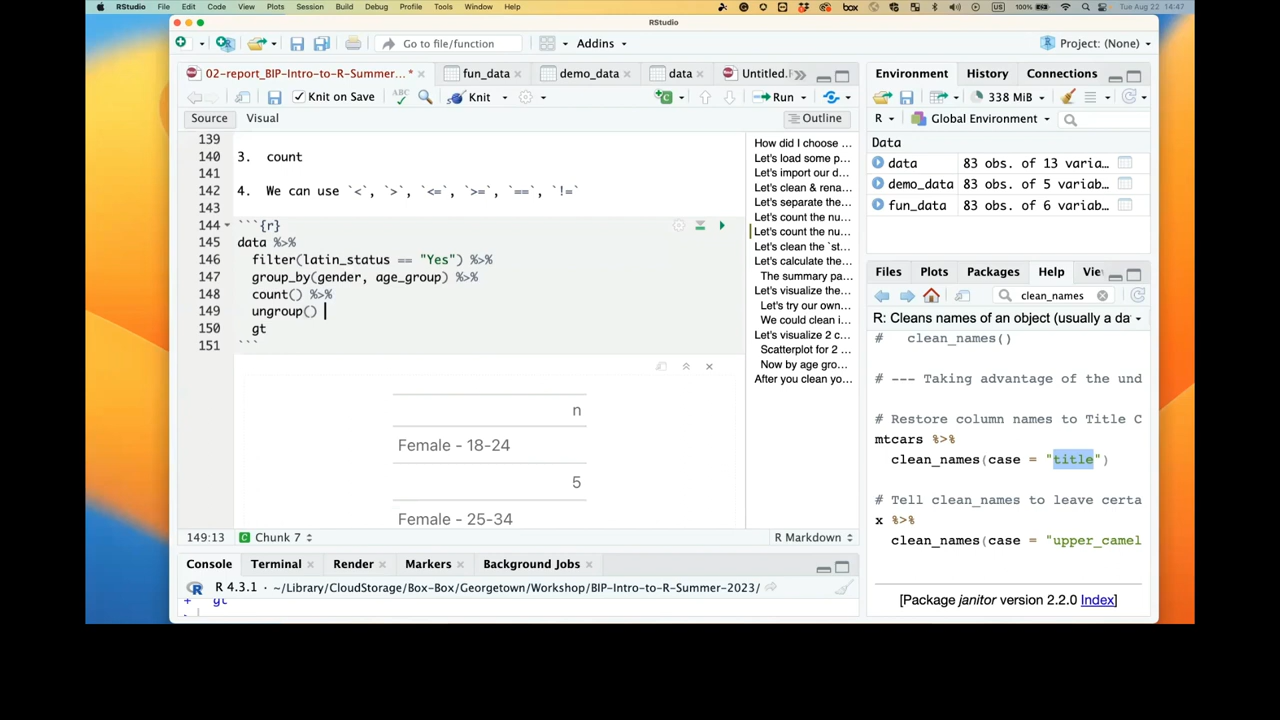 RStudio File Edit Code View Plots Session Build Debug Profile Tools Window Help box US 100% Tue Aug 22 14:47
RStudio
Go to file/function Addins Project: (None)
02-report_BIP-Intro-to-R-Summer...* fun_data demo_data data Untitled.
Knit on Save Knit Run
Source Visual Outline
139
140 3.  count
141
142 4.  We can use `<`, `>`, `<=`, `>=`, `==`, `!=`
143
144 ```{r}
145 data %>%
146   filter(latin_status == "Yes") %>%
147   group_by(gender, age_group) %>%
148   count() %>%
149   ungroup()
150   gt
151 ```
n
Female - 18-24
5
Female - 25-34
149:13 Chunk 7 R Markdown
How did I choose ...
Let's load some p...
Let's import our d...
Let's clean & rena...
Let's separate the...
Let's count the nu...
Let's count the nu...
Let's clean the `st...
Let's calculate the...
The summary pa...
Let's visualize the...
Let's try our own...
We could clean i...
Let's visualize 2 c...
Scatterplot for 2 ...
Now by age gro...
After you clean yo...
Console Terminal Render Markers Background Jobs
R 4.3.1 · ~/Library/CloudStorage/Box-Box/Georgetown/Workshop/BIP-Intro-to-R-Summer-2023/
+ gt
Environment History Connections
338 MiB
R Global Environment
Data
data 83 obs. of 13 varia...
demo_data 83 obs. of 5 variab...
fun_data 83 obs. of 6 variab...
Files Plots Packages Help Vi
clean_names
R: Cleans names of an object (usually a da
#   clean_names()
# --- Taking advantage of the und
# Restore column names to Title C
mtcars %>%
clean_names(case = "title")
# Tell clean_names to leave certa
x %>%
clean_names(case = "upper_camel
[Package janitor version 2.2.0 Index]